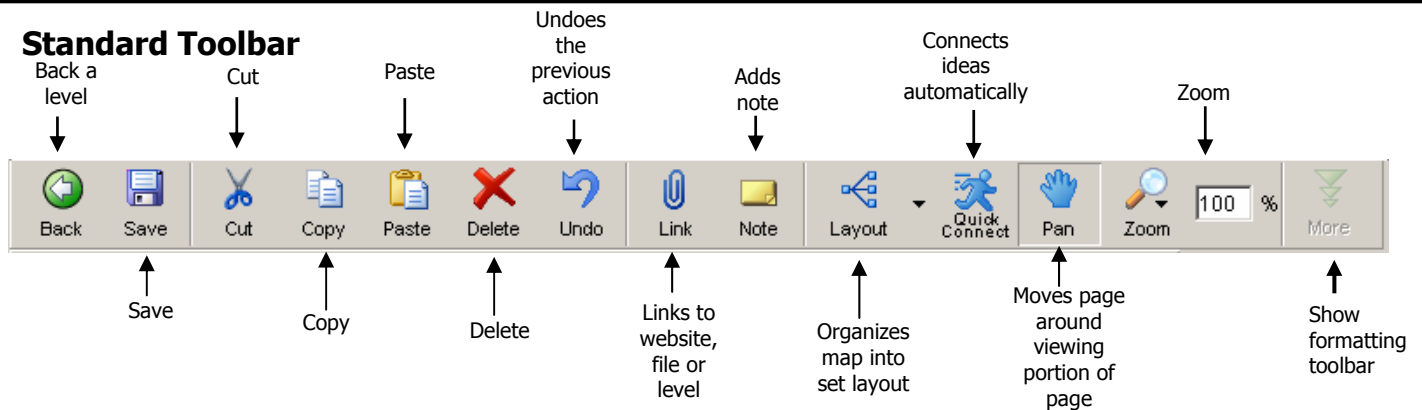 Standard Toolbar
Back a
level
Cut
Paste
Undoes
the
previous
action
Adds
note
Connects
ideas
automatically
Zoom
Back
Save
Cut
Copy
Paste
Delete
Undo
Link
Note
Layout
Quick
Connect
Pan
Zoom
100 %
More
Save
Copy
Delete
Links to
website,
file or
level
Organizes
map into
set layout
Moves page
around
viewing
portion of
page
Show
formatting
toolbar